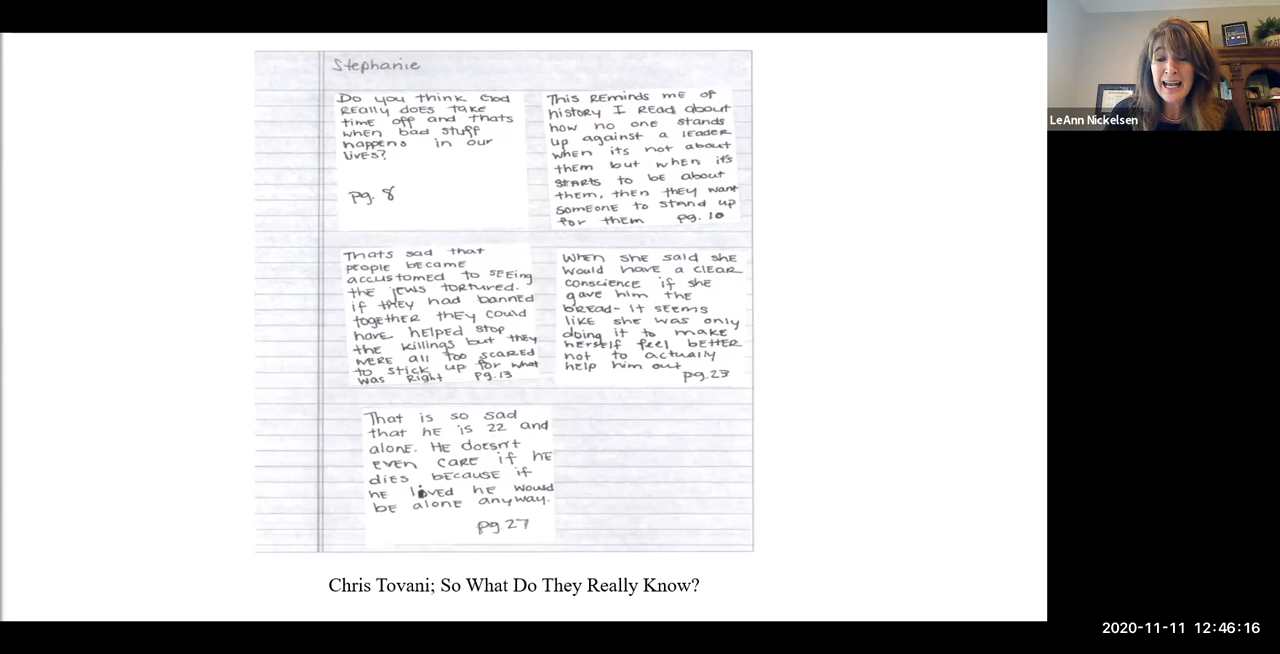 Stephanie
Do you think God
REally does take
time off and thats
when bad stuff
happens in our
lives?
pg. 8
This REminds me of
history I REad about
how no one stands
up against a lEadER
when its not about
them but when it's
starts to bE about
them, then they want
someonE to stand up
for them pg. 10
Thats sad that
people bEcame
accustomed to sEEing
the jEws tortured.
if they had banned
together they could
havE helped stop
the killings but they
wERE all too scared
to stick up for what
was Right pg.13
When she said she
would have a clEaR
conscience if she
gave him the
bREad- it seems
like she was only
doing it to make
herself feel bEttER
not to actually
help him out
pg.23
That is so sad
that hE is 22 and
alonE. HE doesn't
EvEn caRE if hE
dies bEcausE if
hE lived hE would
bE alone anyway.
pg.27
Chris Tovani; So What Do They Really Know?
LeAnn Nickelsen
2020-11-11 12:46:16